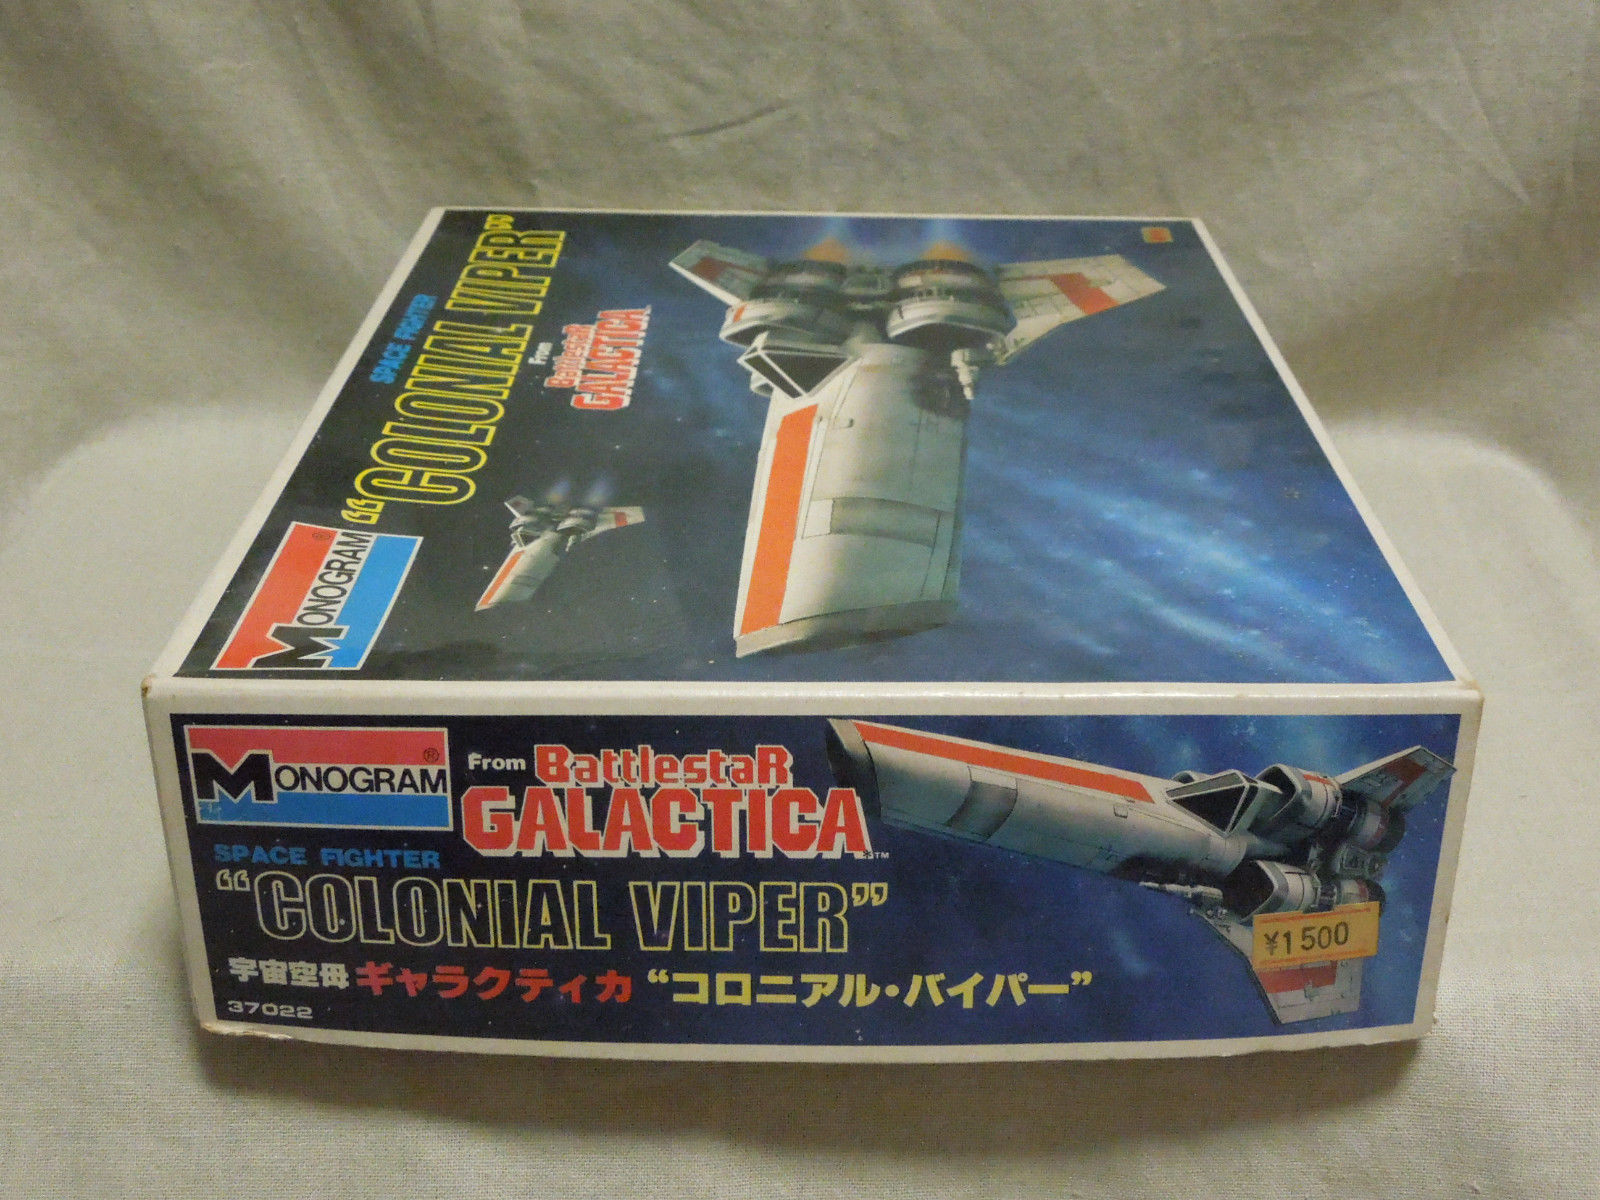 “COLONIAL VIPER”
SPACE FIGHTER
From
Battlestar
GALACTICA
MONOGRAM®
MONOGRAM®
From Battlestar
GALACTICA™
SPACE FIGHTER
“COLONIAL VIPER”
宇宙空母 ギャラクティカ “コロニアル・バイパー”
37022
¥1500